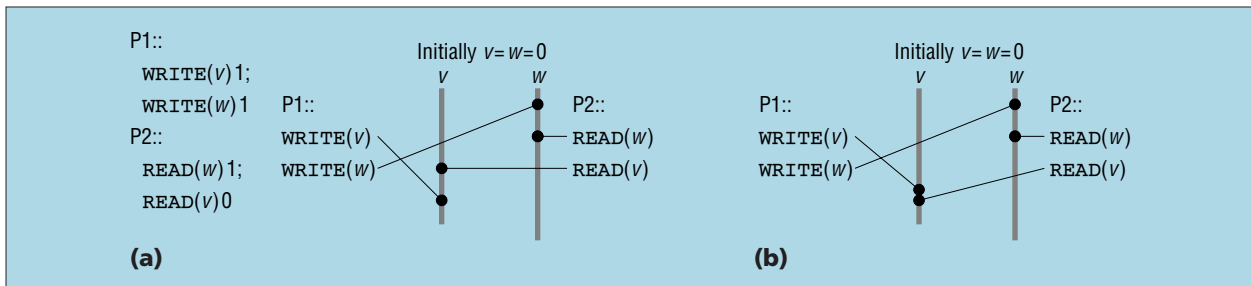 P1::
WRITE(v)1;
WRITE(w)1
P2::
READ(w)1;
READ(v)0
(a)
Initially v=w=0
v w
P1:: P2::
WRITE(v) READ(w)
WRITE(w) READ(v)
Initially v=w=0
v w
P1:: P2::
WRITE(v) READ(w)
WRITE(w) READ(v)
(b)